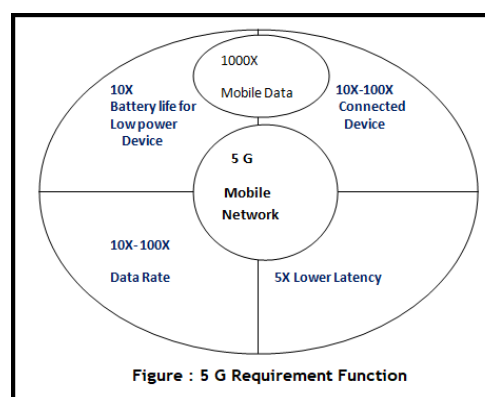 1000X
Mobile Data
10X
Battery life for
Low power
Device
10X-100X
Connected
Device
5 G
Mobile
Network
10X-100X
Data Rate
5X Lower Latency
Figure : 5 G Requirement Function